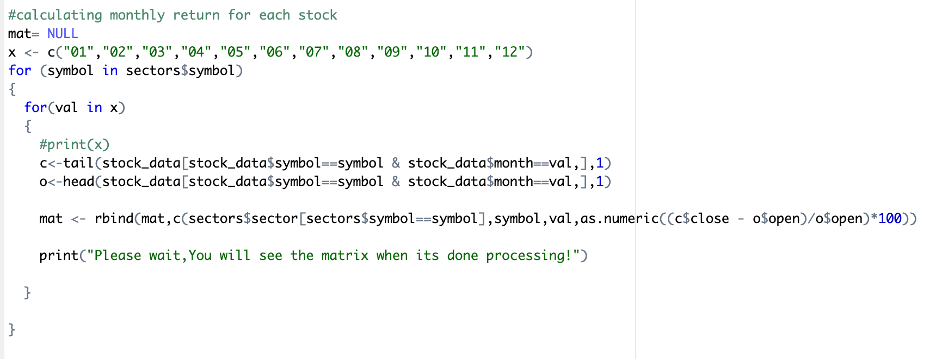 #calculating monthly return for each stock
mat= NULL
x <- c("01","02","03","04","05","06","07","08","09","10","11","12")
for (symbol in sectors$symbol)
{
  for(val in x)
  {
    #print(x)
    c<-tail(stock_data[stock_data$symbol==symbol & stock_data$month==val,],1)
    o<-head(stock_data[stock_data$symbol==symbol & stock_data$month==val,],1)
    mat <- rbind(mat,c(sectors$sector[sectors$symbol==symbol],symbol,val,as.numeric((c$close - o$open)/o$open)*100))
    print("Please wait,You will see the matrix when its done processing!")
  }
}